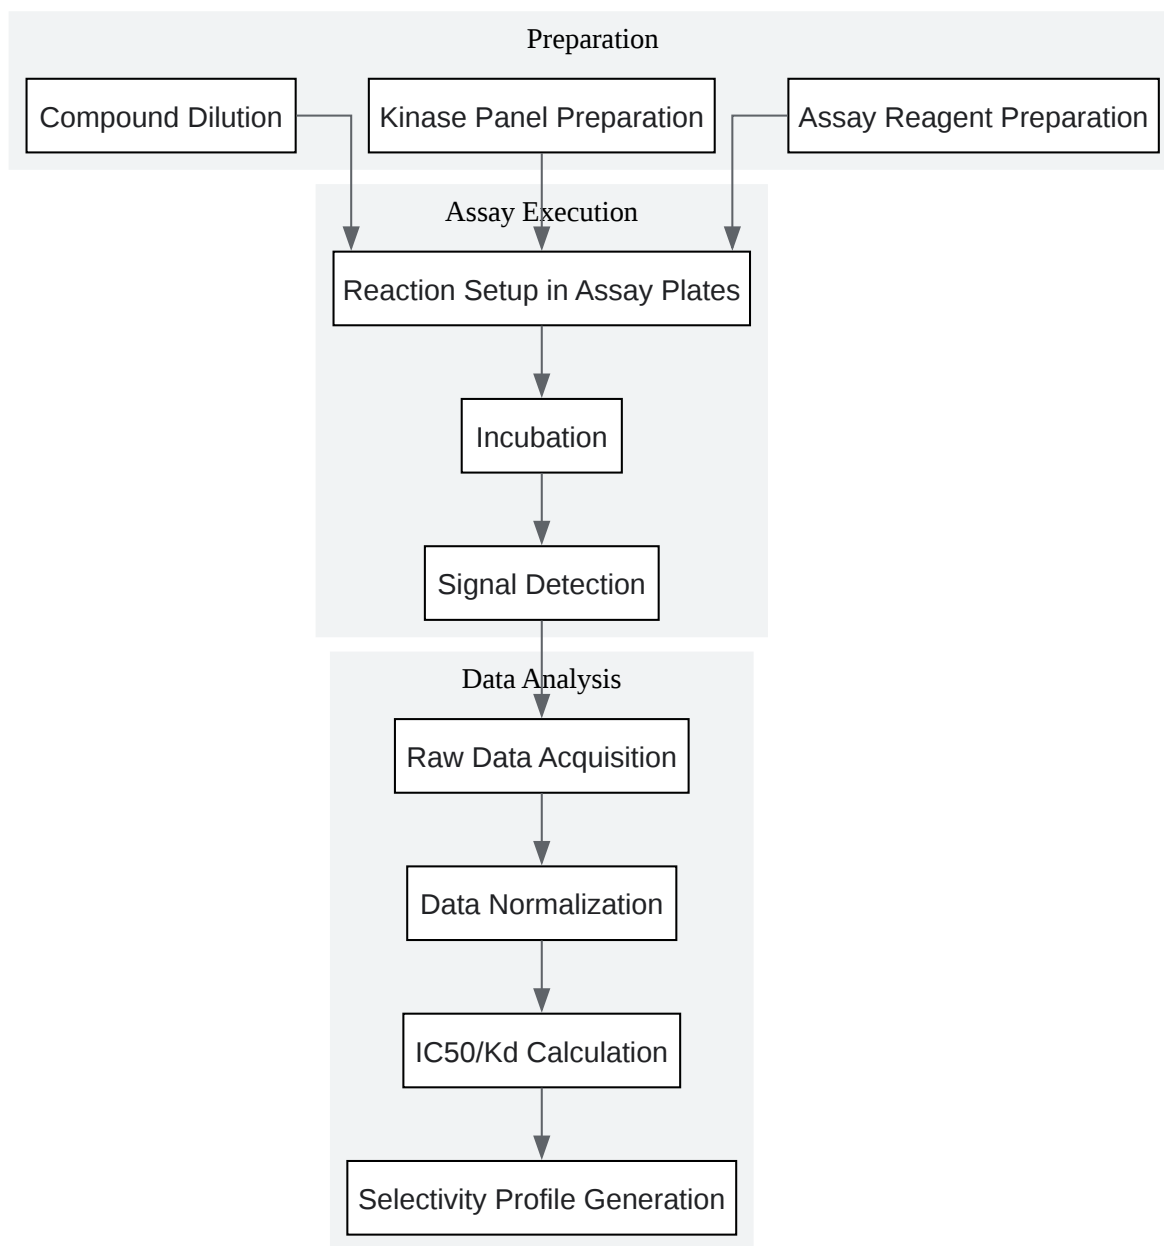 Preparation
Compound Dilution
Kinase Panel Preparation
Assay Reagent Preparation
Assay Execution
Reaction Setup in Assay Plates
Incubation
Signal Detection
Data Analysis
Raw Data Acquisition
Data Normalization
IC50/Kd Calculation
Selectivity Profile Generation